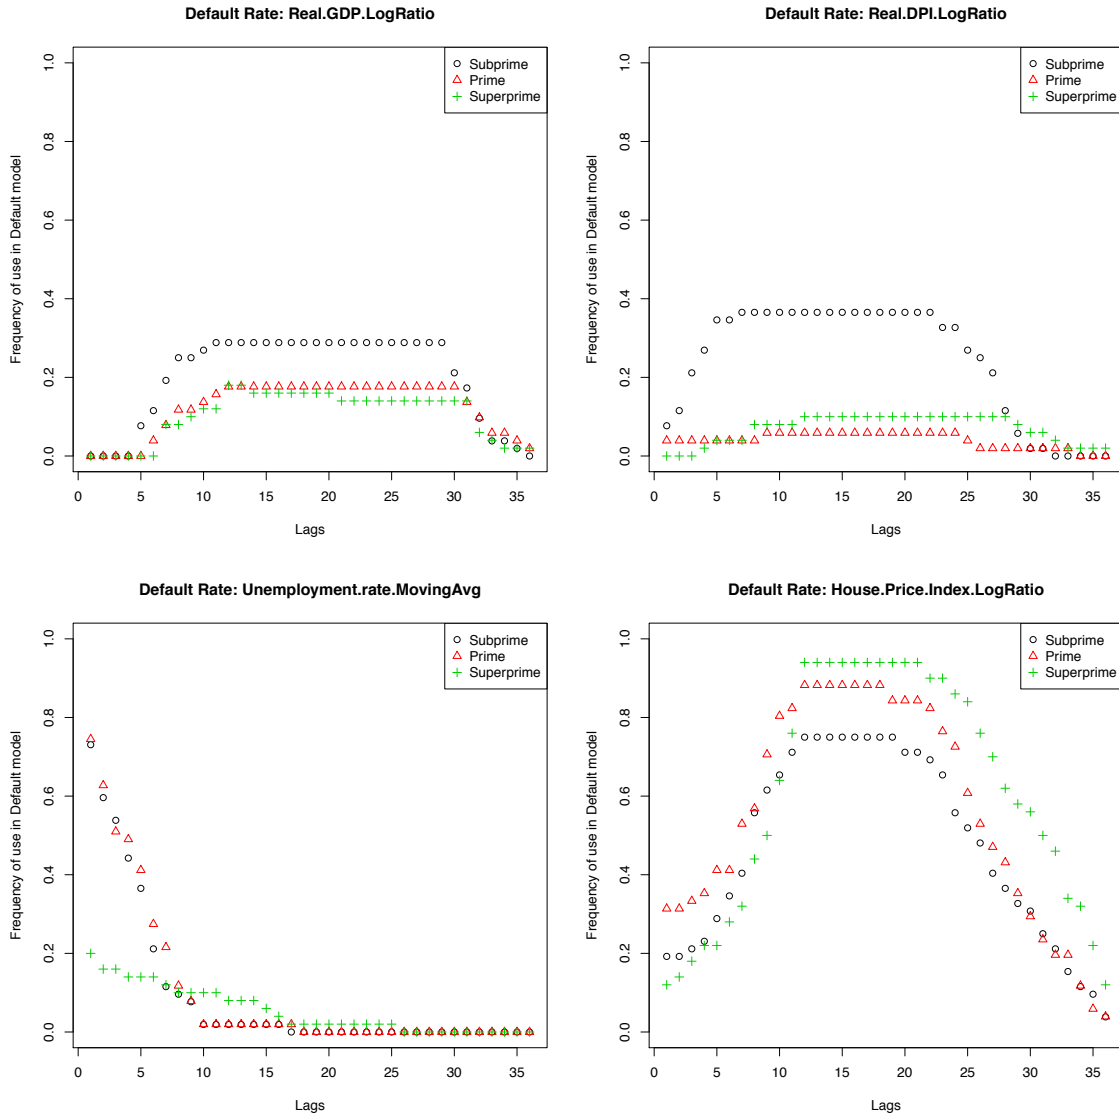 Default Rate: Real.GDP.LogRatio
Frequency of use in Default model
1.0
0.8
0.6
0.4
0.2
0.0
Subprime
Prime
Superprime
0 5 10 15 20 25 30 35
Lags
Default Rate: Real.DPI.LogRatio
Frequency of use in Default model
1.0
0.8
0.6
0.4
0.2
0.0
Subprime
Prime
Superprime
0 5 10 15 20 25 30 35
Lags
Default Rate: Unemployment.rate.MovingAvg
Frequency of use in Default model
1.0
0.8
0.6
0.4
0.2
0.0
Subprime
Prime
Superprime
0 5 10 15 20 25 30 35
Lags
Default Rate: House.Price.Index.LogRatio
Frequency of use in Default model
1.0
0.8
0.6
0.4
0.2
0.0
Subprime
Prime
Superprime
0 5 10 15 20 25 30 35
Lags